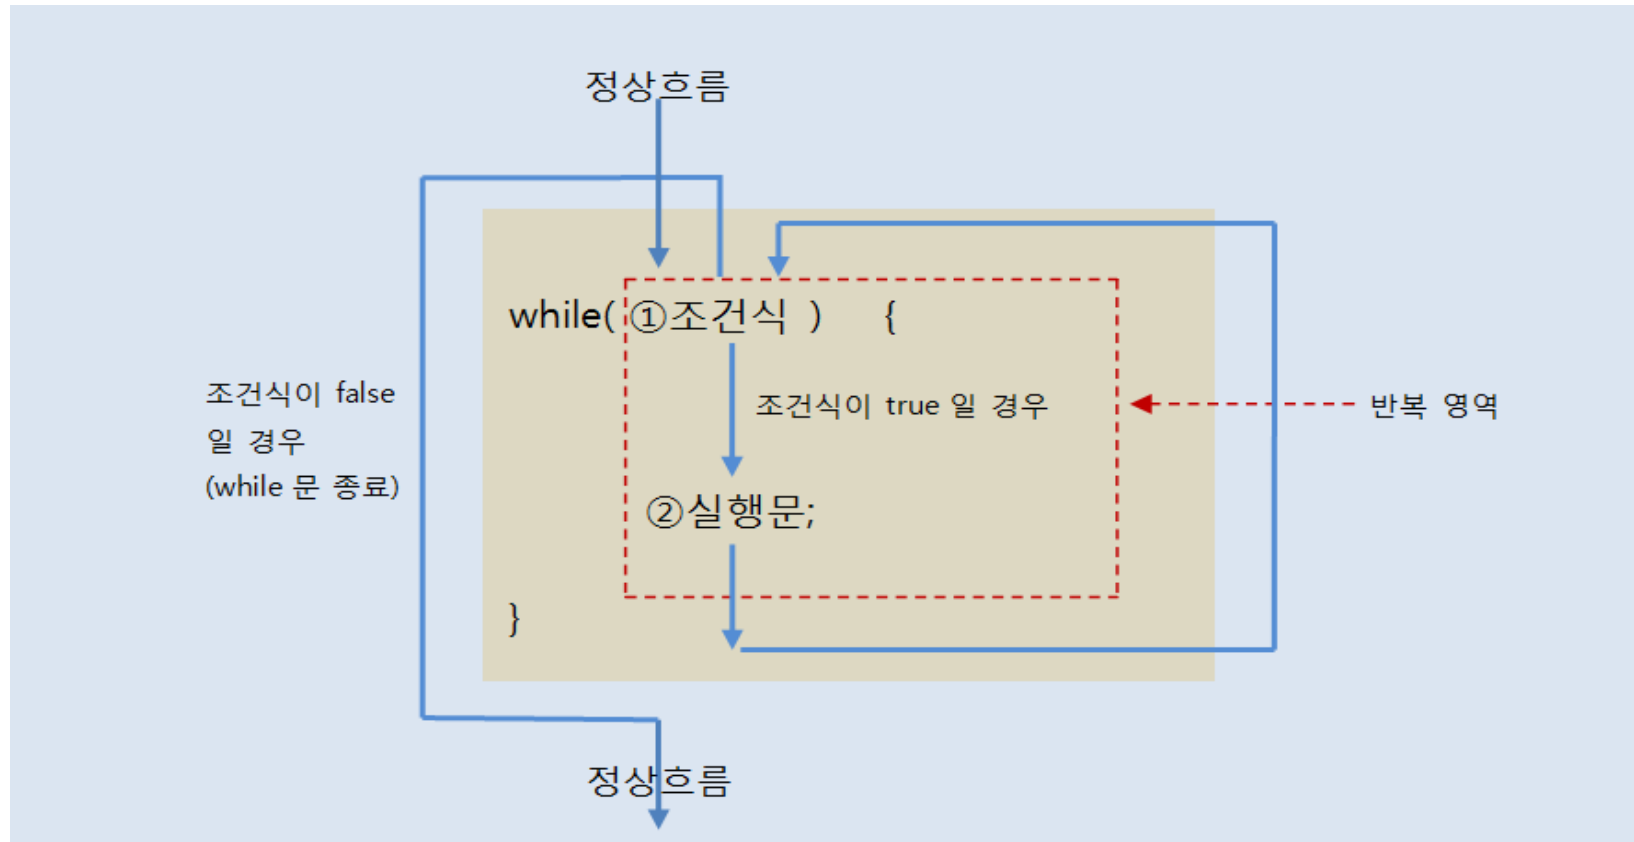 정상흐름
while( ①조건식 ) {
조건식이 false
일 경우
(while 문 종료)
조건식이 true 일 경우
반복 영역
②실행문;
}
정상흐름